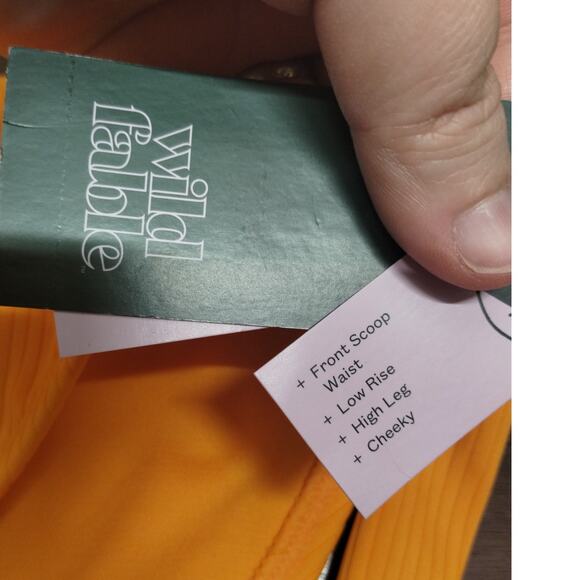 wild
fable
+ Front Scoop
Waist
+ Low Rise
+ High Leg
+ Cheeky